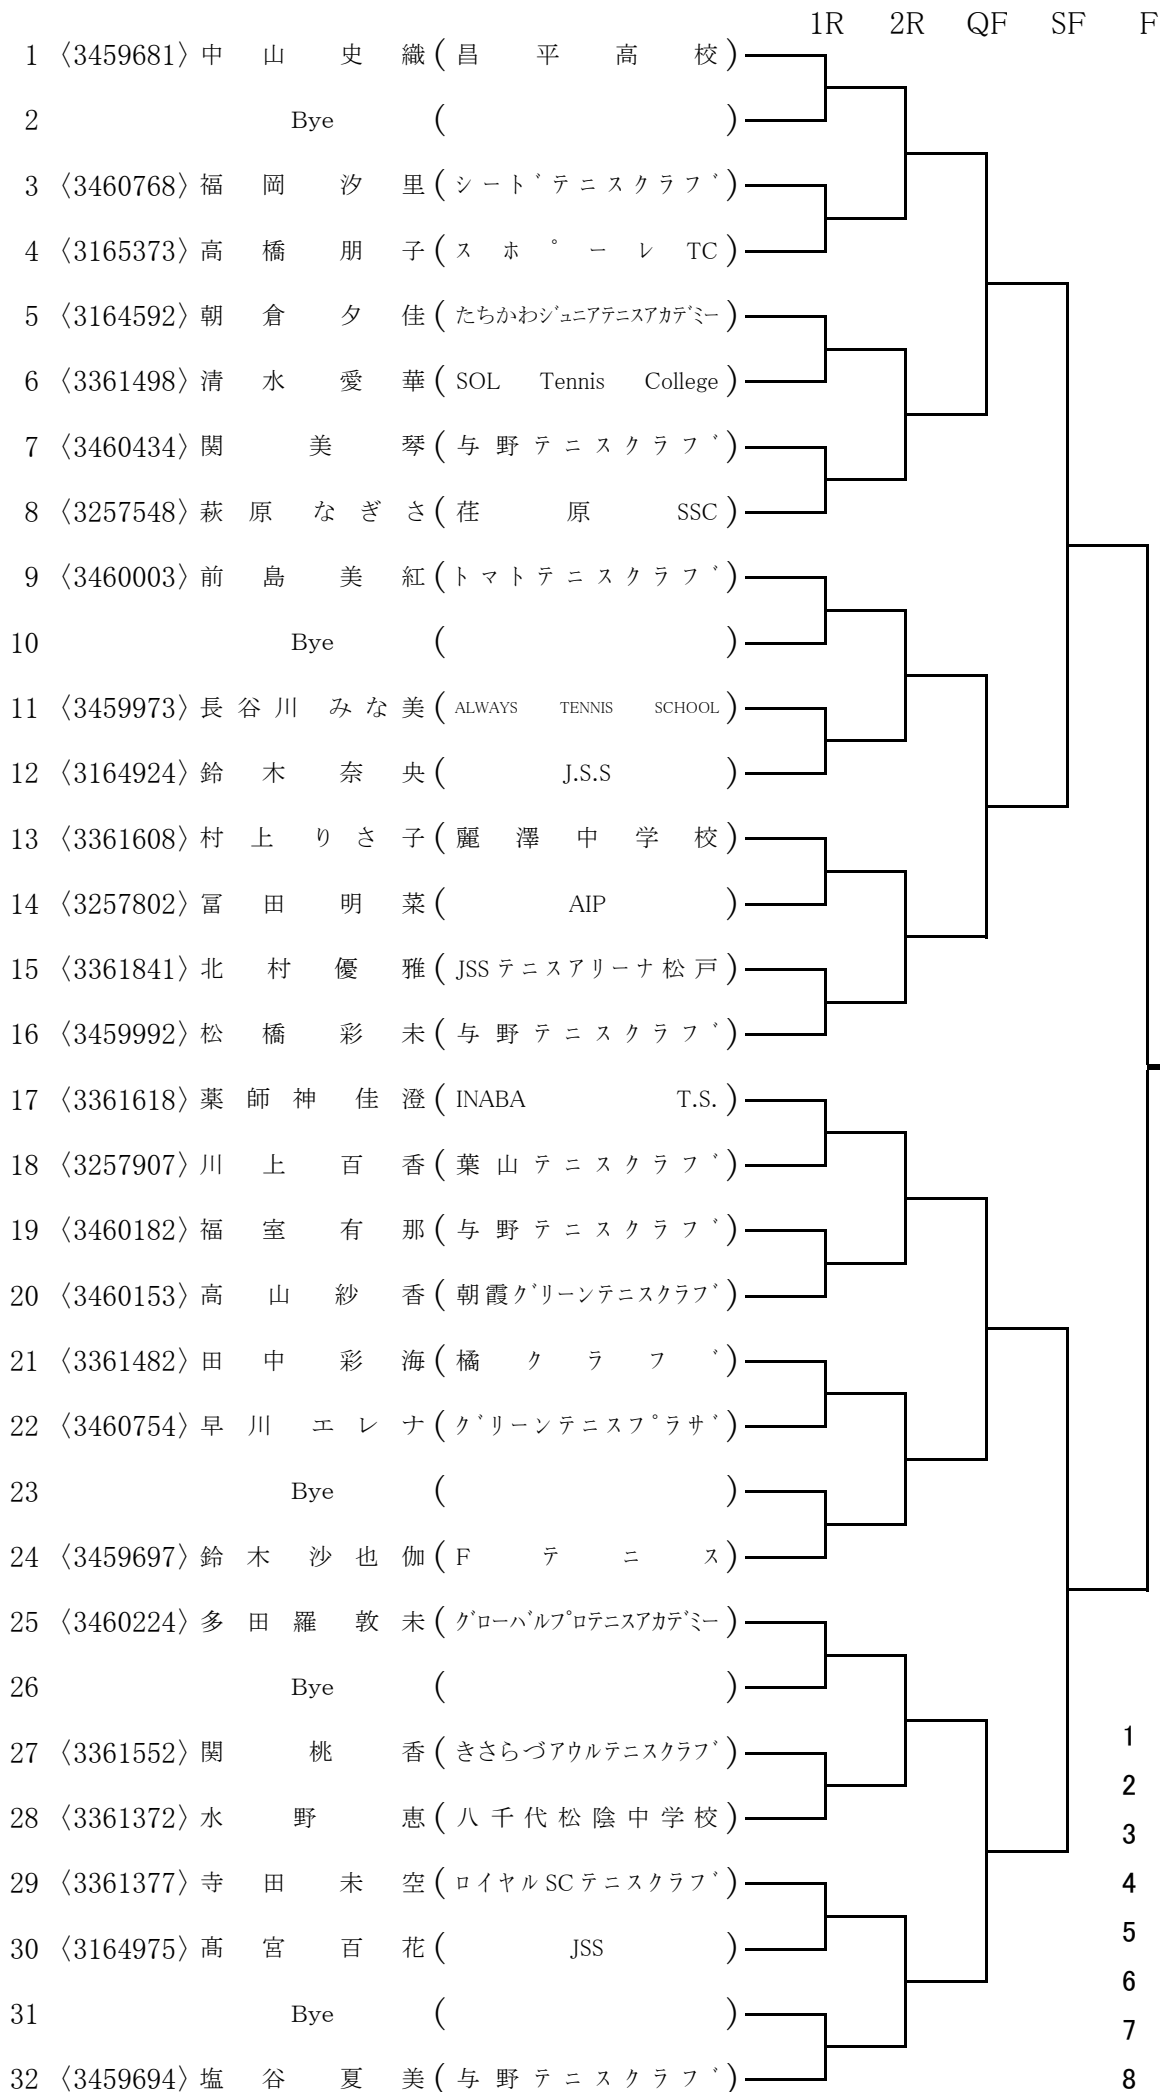 1R 2R QF SF F
1 〈3459681〉 中山 史織 ( 昌平高校 )
2 Bye ( )
3 〈3460768〉 福岡 汐里 ( シードテニスクラブ )
4 〈3165373〉 高橋 朋子 ( スポーレTC )
5 〈3164592〉 朝倉 夕佳 ( たちかわジュニアテニスアカデミー )
6 〈3361498〉 清水 愛華 ( SOL Tennis College )
7 〈3460434〉 関 美琴 ( 与野テニスクラブ )
8 〈3257548〉 萩原 なぎさ ( 荏原SSC )
9 〈3460003〉 前島 美紅 ( トマトテニスクラブ )
10 Bye ( )
11 〈3459973〉 長谷川 みな美 ( ALWAYS TENNIS SCHOOL )
12 〈3164924〉 鈴木 奈央 ( J.S.S )
13 〈3361608〉 村上 りさ子 ( 麗澤中学校 )
14 〈3257802〉 冨田 明菜 ( AIP )
15 〈3361841〉 北村 優雅 ( JSSテニスアリーナ松戸 )
16 〈3459992〉 松橋 彩未 ( 与野テニスクラブ )
17 〈3361618〉 薬師神 佳澄 ( INABA T.S. )
18 〈3257907〉 川上 百香 ( 葉山テニスクラブ )
19 〈3460182〉 福室 有那 ( 与野テニスクラブ )
20 〈3460153〉 高山 紗香 ( 朝霞グリーンテニスクラブ )
21 〈3361482〉 田中 彩海 ( 橘クラブ )
22 〈3460754〉 早川 エレナ ( グリーンテニスプラザ )
23 Bye ( )
24 〈3459697〉 鈴木 沙也伽 ( Fテニス )
25 〈3460224〉 多田羅 敦未 ( グローバルプロテニスアカデミー )
26 Bye ( )
27 〈3361552〉 関 桃香 ( きさらづアウルテニスクラブ )
1
2
28 〈3361372〉 水野 恵 ( 八千代松陰中学校 )
3
29 〈3361377〉 寺田 未空 ( ロイヤルSCテニスクラブ )
4
30 〈3164975〉 髙宮 百花 ( JSS )
5
6
31 Bye ( )
7
32 〈3459694〉 塩谷 夏美 ( 与野テニスクラブ )
8